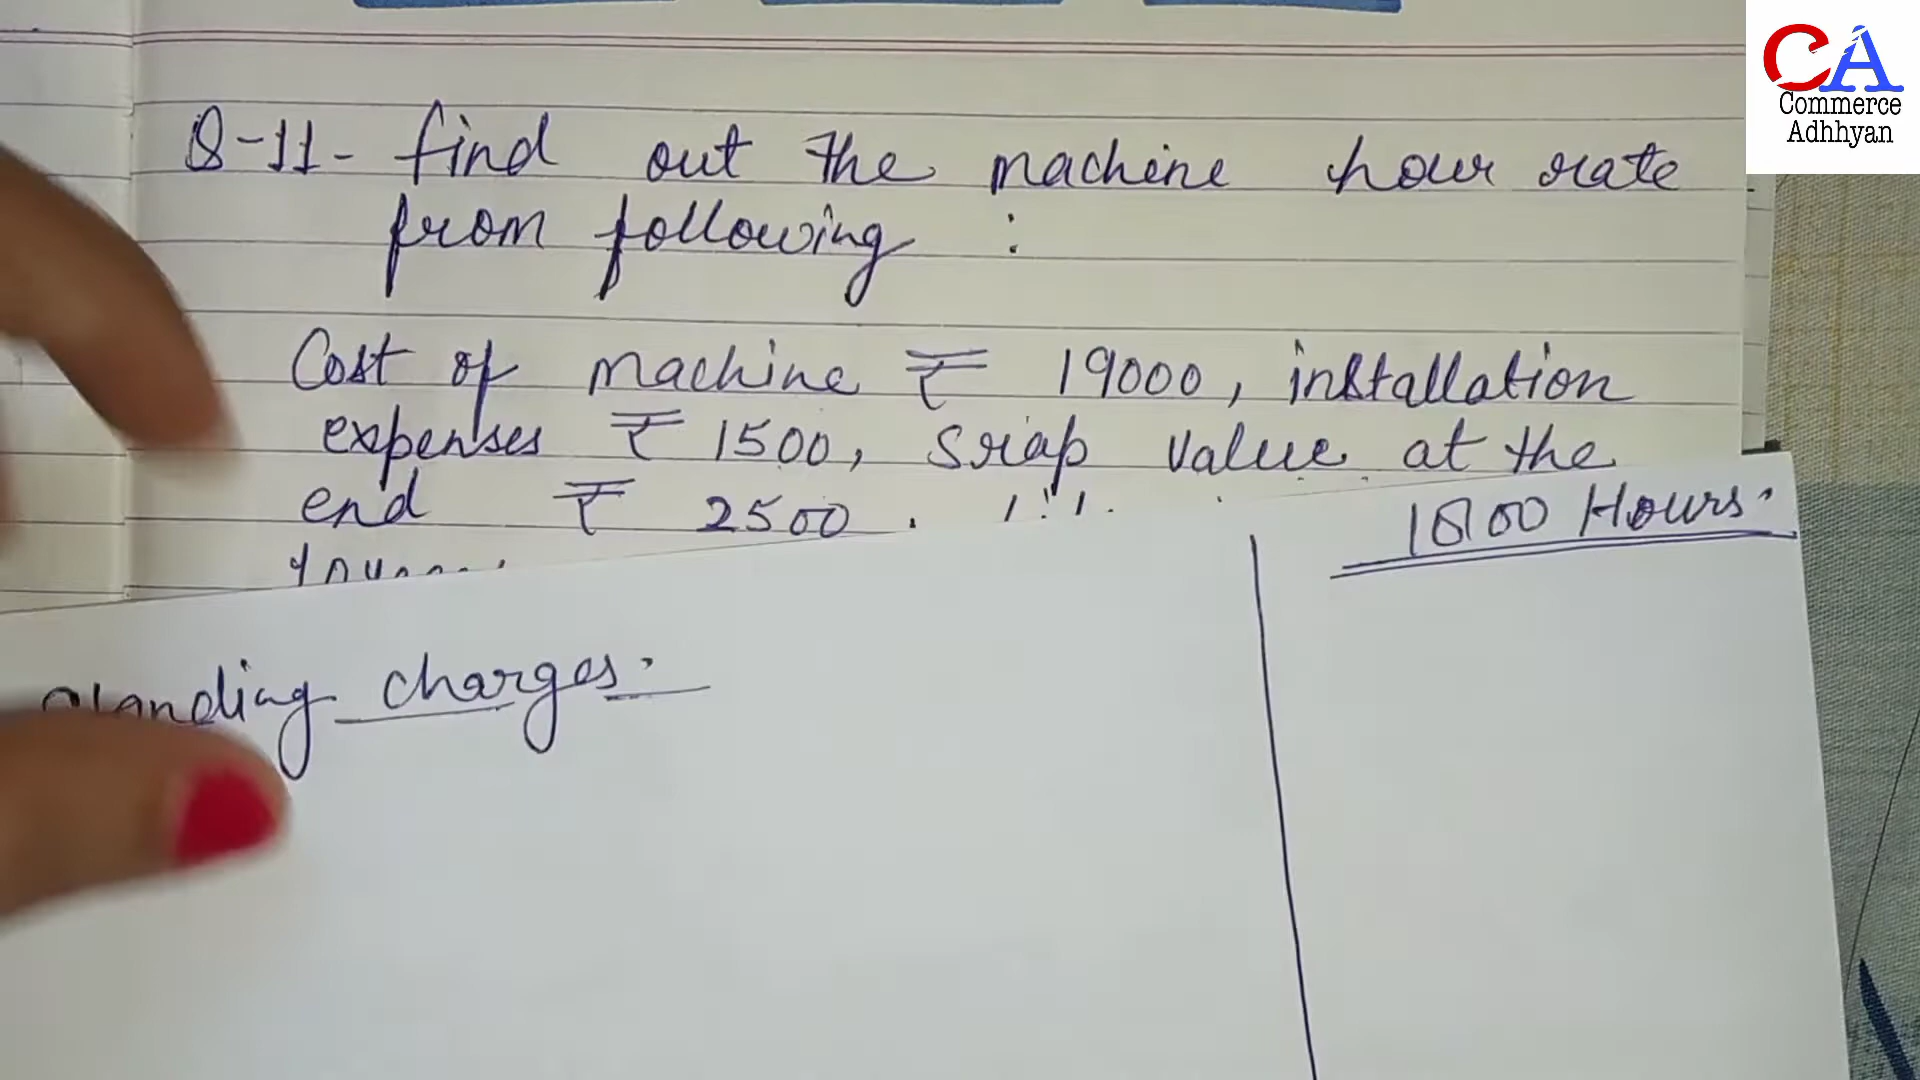 CA
Commerce
Adhhyan
Q-11- find out the machine hour rate
from following :
Cost of machine ₹ 19000, installation
expenses ₹ 1500, Scrap value at the
end ₹ 2500.
Hours.
Standing charges.